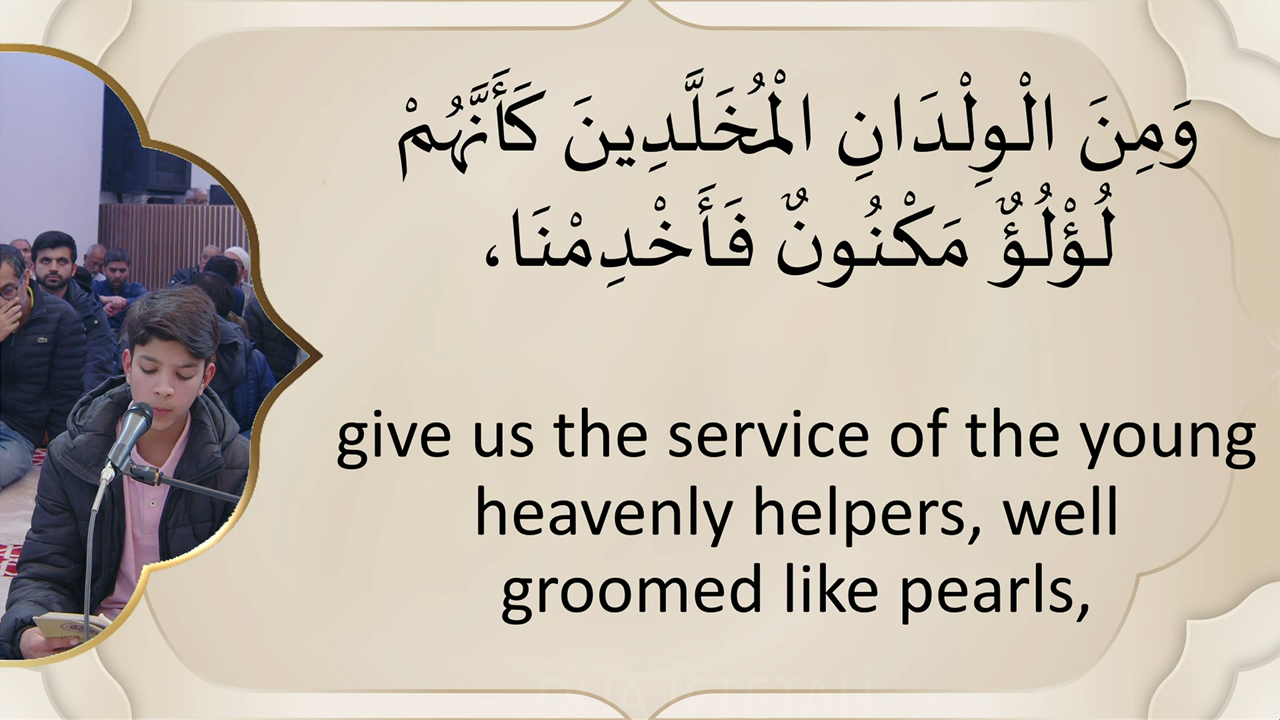 وَمِنَ الْوِلْدَانِ الْمُخَلَّدِينَ كَأَنَّهُمْ
لُؤْلُؤٌ مَكْنُونٌ فَأَخْدِمْنَا،
give us the service of the young
heavenly helpers, well
groomed like pearls,